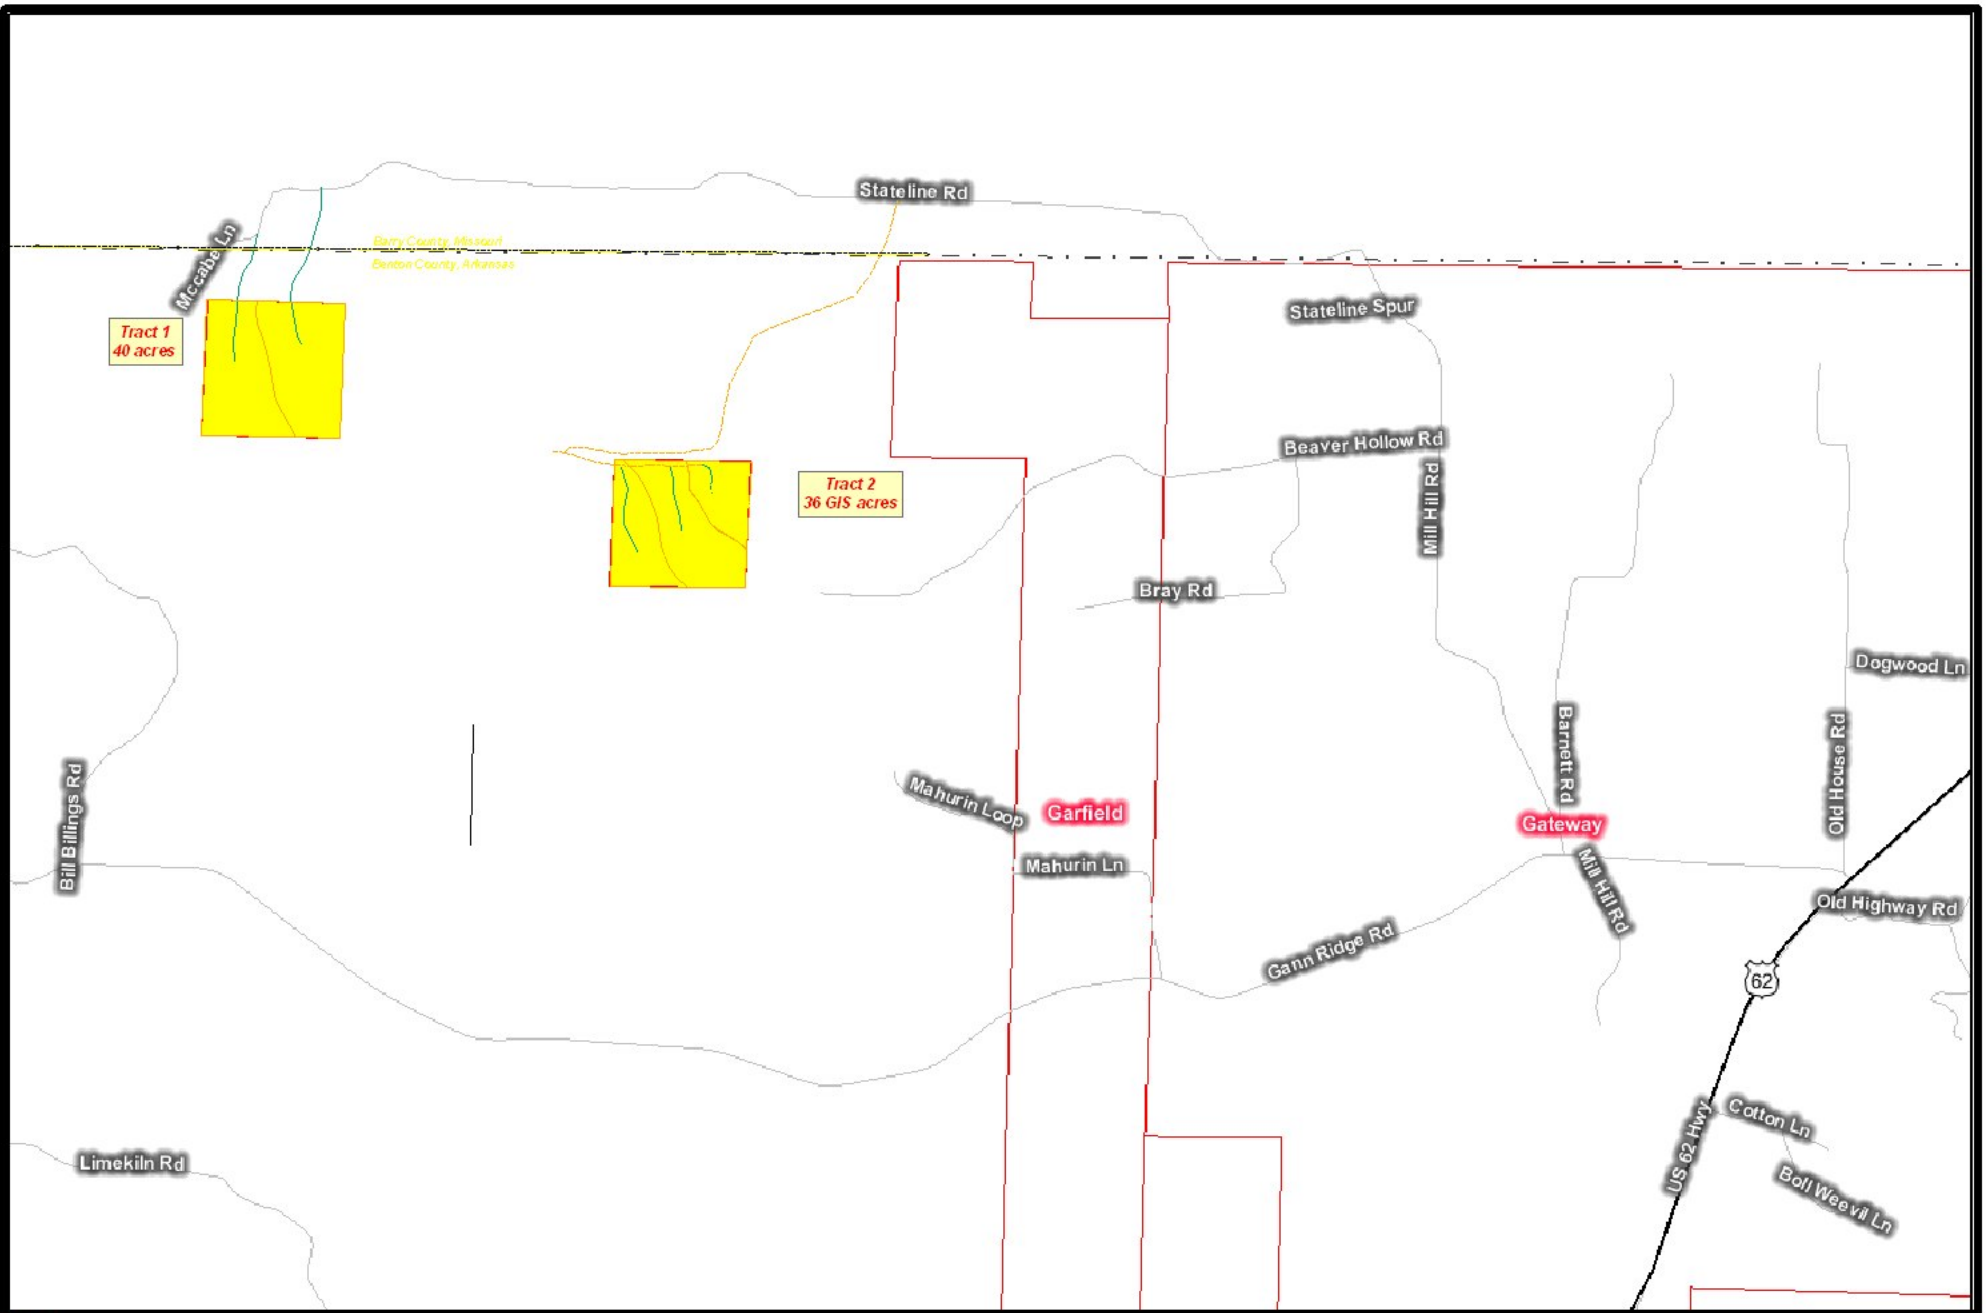 Stateline Rd
Mccabe Ln
Barry County, Missouri
Benton County, Arkansas
Stateline Spur
Tract 1
40 acres
Beaver Hollow Rd
Tract 2
36 GIS acres
Mill Hill Rd
Bray Rd
Dogwood Ln
Barnett Rd
Old House Rd
Bill Billings Rd
Mahurin Loop
Garfield
Gateway
Mahurin Ln
Mill Hill Rd
Old Highway Rd
Gann Ridge Rd
62
US 62 Hwy
Cotton Ln
Limekiln Rd
Boll Weevil Ln